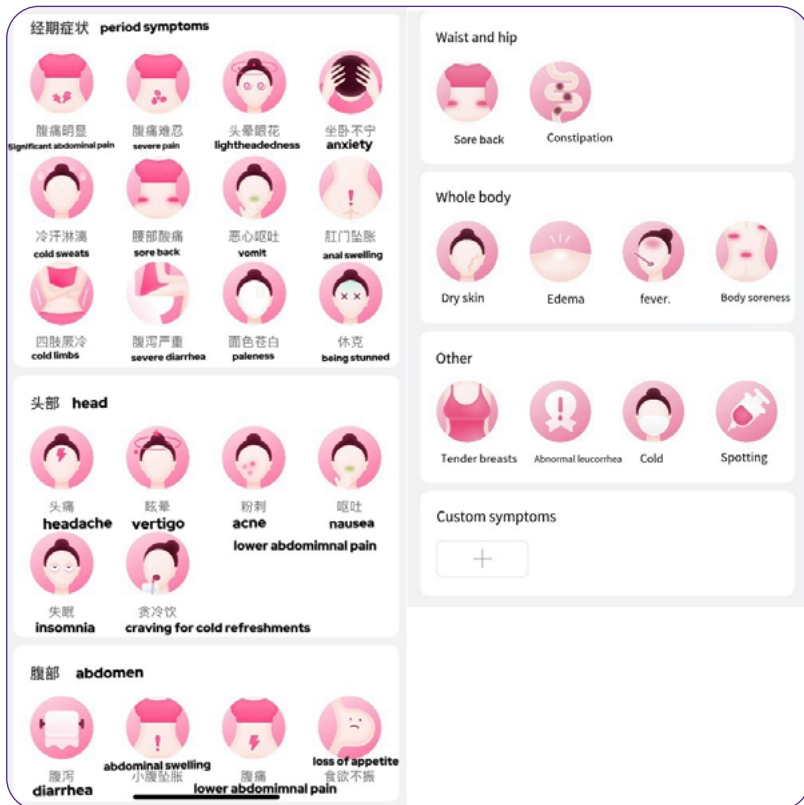 经期症状 period symptoms
腹痛明显 腹痛难忍 头晕眼花 坐卧不宁
Significant abdominal pain severe pain lightheadedness anxiety
冷汗淋漓 腰部酸痛 恶心呕吐 肛门坠胀
cold sweats sore back vomit anal swelling
四肢厥冷 腹泻严重 面色苍白 休克
cold limbs severe diarrhea paleness being stunned
头部 head
头痛 眩晕 粉刺 呕吐
headache vertigo acne nausea
lower abdomimnal pain
失眠 贪冷饮
insomnia craving for cold refreshments
腹部 abdomen
abdominal swelling loss of appetite
腹泻 小腹坠胀 腹痛 食欲不振
diarrhea lower abdomimnal pain
Waist and hip
Sore back Constipation
Whole body
Dry skin Edema fever. Body soreness
Other
Tender breasts Abnormal leucorrhea Cold Spotting
Custom symptoms